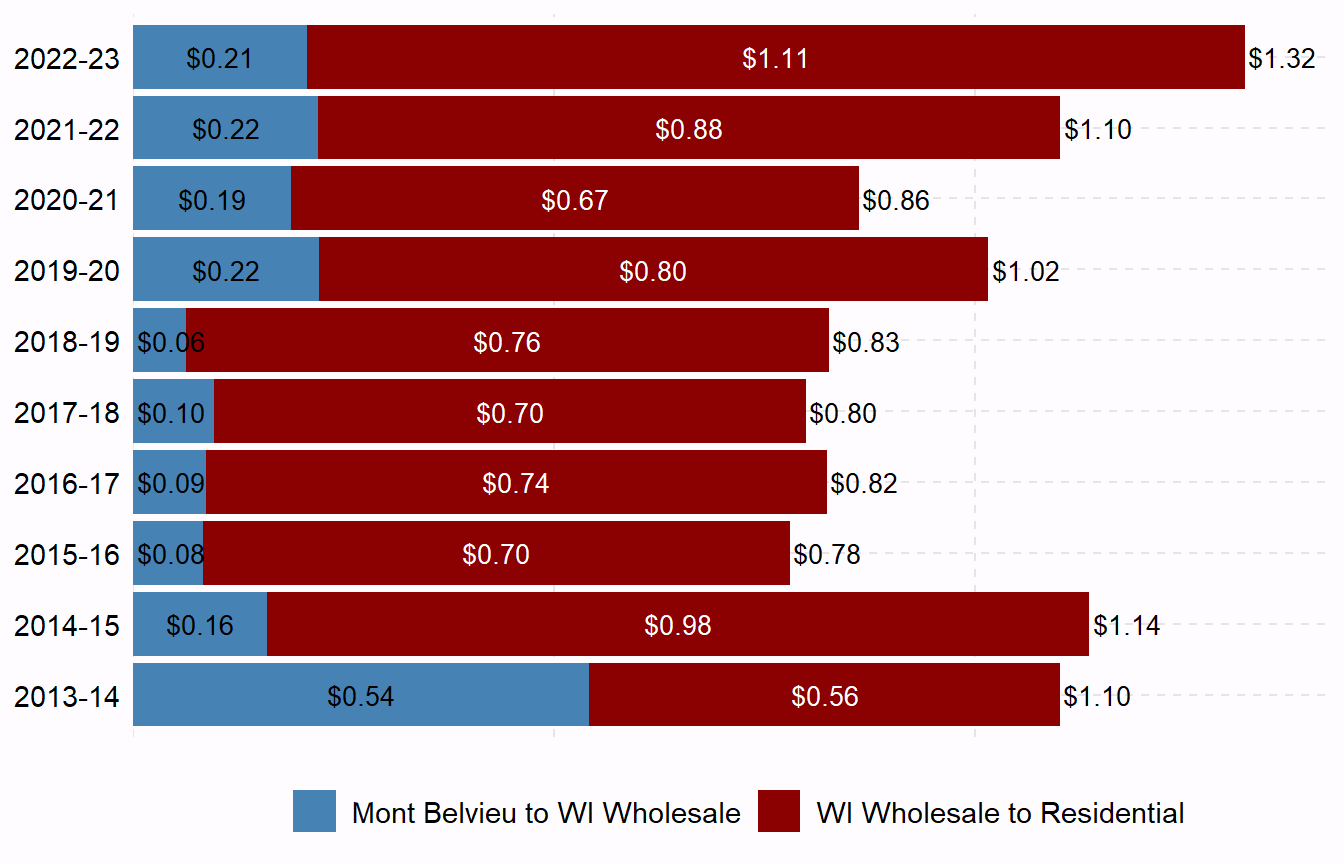 2022-23 $0.21 $1.11 $1.32
2021-22 $0.22 $0.88 $1.10
2020-21 $0.19 $0.67 $0.86
2019-20 $0.22 $0.80 $1.02
2018-19 $0.06 $0.76 $0.83
2017-18 $0.10 $0.70 $0.80
2016-17 $0.09 $0.74 $0.82
2015-16 $0.08 $0.70 $0.78
2014-15 $0.16 $0.98 $1.14
2013-14 $0.54 $0.56 $1.10
Mont Belvieu to WI Wholesale WI Wholesale to Residential